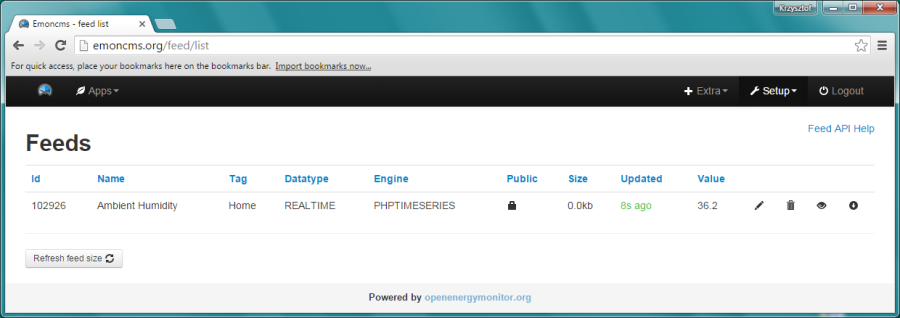 Krzysztof
Emoncms - feed list
emoncms.org/feed/list
For quick access, place your bookmarks here on the bookmarks bar. Import bookmarks now...
Apps Extra Setup Logout
Feed API Help
Feeds
Id Name Tag Datatype Engine Public Size Updated Value
102926 Ambient Humidity Home REALTIME PHPTIMESERIES 0.0kb 8s ago 36.2
Refresh feed size
Powered by openenergymonitor.org